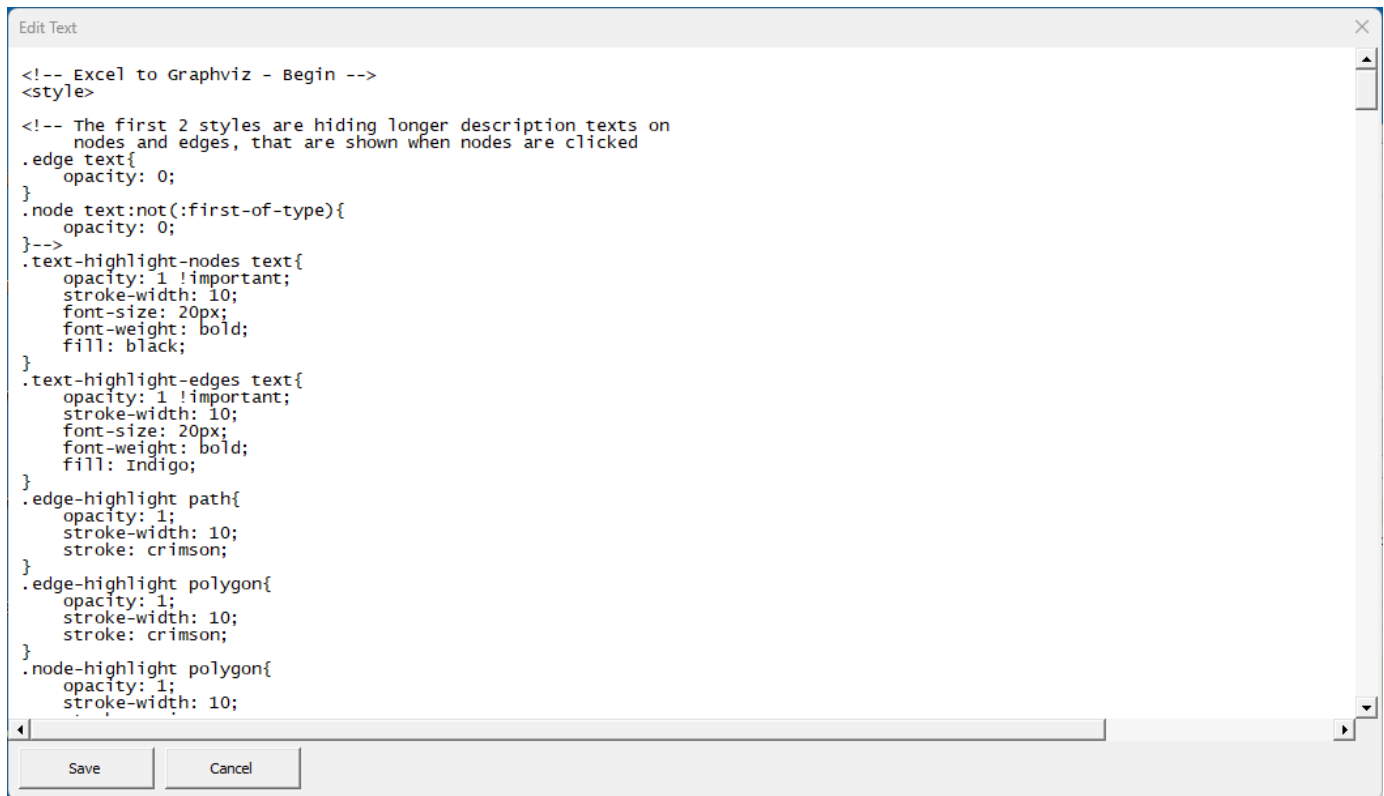 Edit Text
<!-- Excel to Graphviz - Begin -->
<style>
<!-- The first 2 styles are hiding longer description texts on
     nodes and edges, that are shown when nodes are clicked
.edge text{
    opacity: 0;
}
.node text:not(:first-of-type){
    opacity: 0;
}-->
.text-highlight-nodes text{
    opacity: 1 !important;
    stroke-width: 10;
    font-size: 20px;
    font-weight: bold;
    fill: black;
}
.text-highlight-edges text{
    opacity: 1 !important;
    stroke-width: 10;
    font-size: 20px;
    font-weight: bold;
    fill: Indigo;
}
.edge-highlight path{
    opacity: 1;
    stroke-width: 10;
    stroke: crimson;
}
.edge-highlight polygon{
    opacity: 1;
    stroke-width: 10;
    stroke: crimson;
}
.node-highlight polygon{
    opacity: 1;
    stroke-width: 10;
Save
Cancel